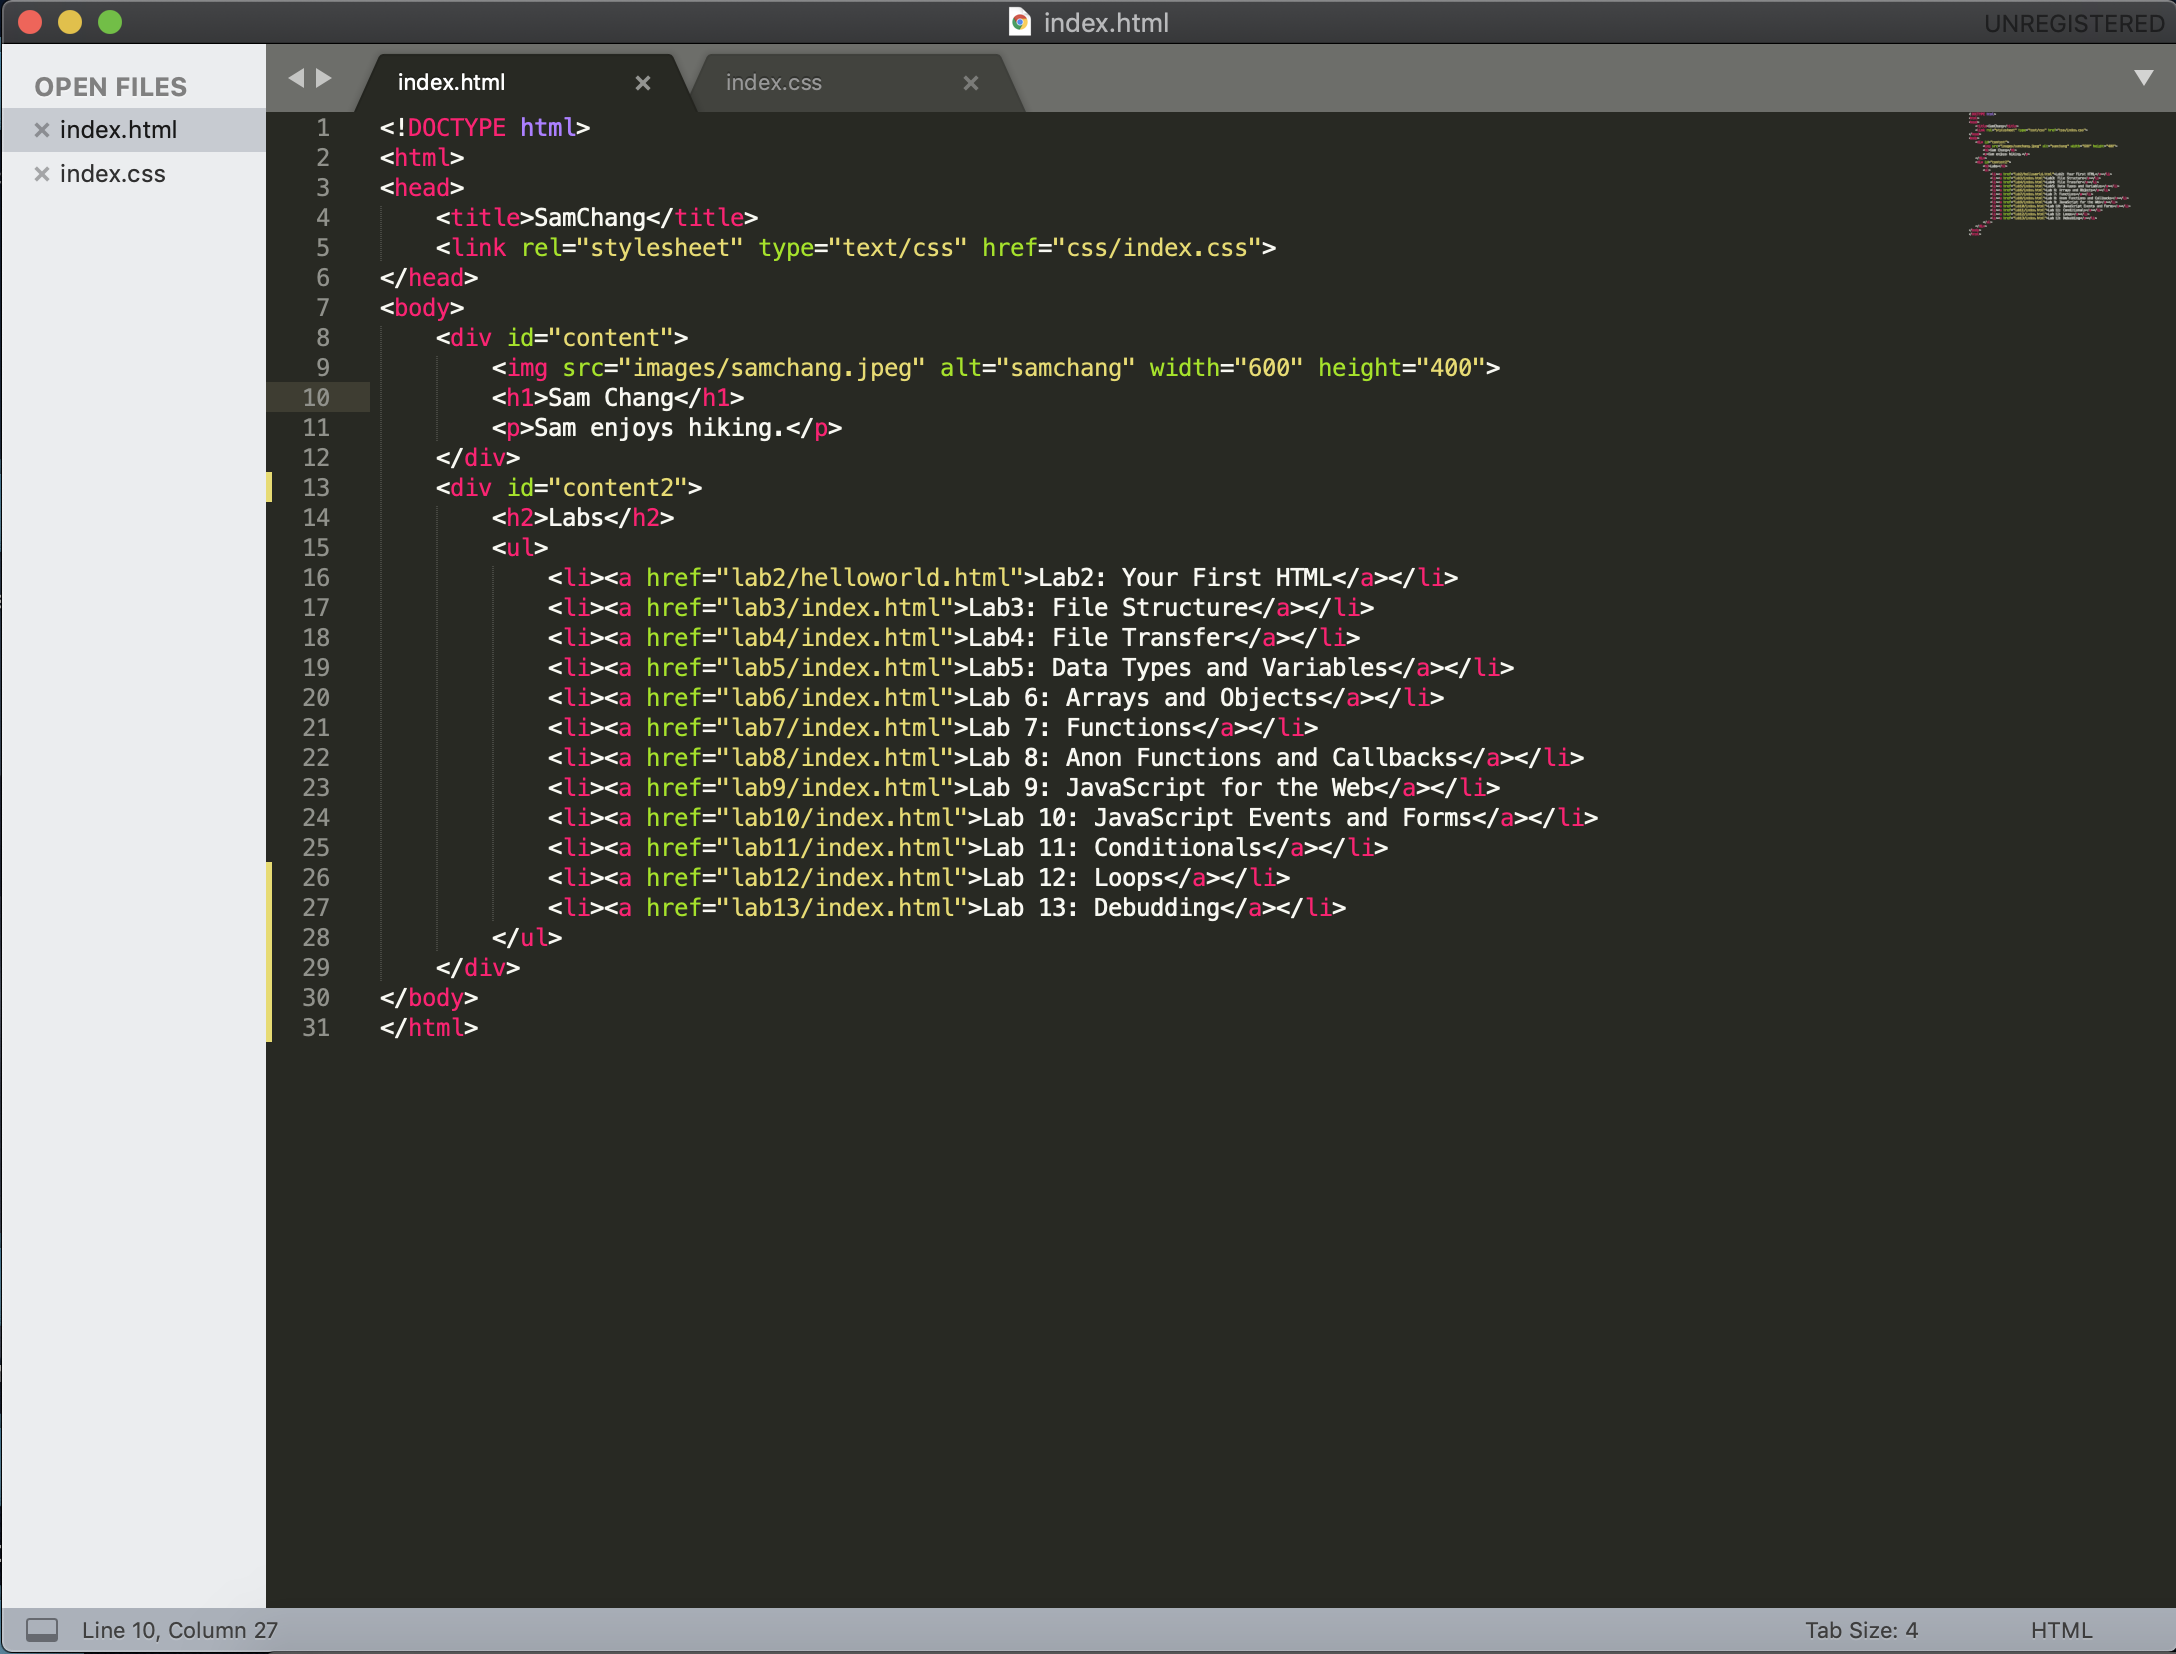 index.html
UNREGISTERED
OPEN FILES
index.html
index.css
index.html
index.css
1 <!DOCTYPE html>
2 <html>
3 <head>
4 <title>SamChang</title>
5 <link rel="stylesheet" type="text/css" href="css/index.css">
6 </head>
7 <body>
8 <div id="content">
9 <img src="images/samchang.jpeg" alt="samchang" width="600" height="400">
10 <h1>Sam Chang</h1>
11 <p>Sam enjoys hiking.</p>
12 </div>
13 <div id="content2">
14 <h2>Labs</h2>
15 <ul>
16 <li><a href="lab2/helloworld.html">Lab2: Your First HTML</a></li>
17 <li><a href="lab3/index.html">Lab3: File Structure</a></li>
18 <li><a href="lab4/index.html">Lab4: File Transfer</a></li>
19 <li><a href="lab5/index.html">Lab5: Data Types and Variables</a></li>
20 <li><a href="lab6/index.html">Lab 6: Arrays and Objects</a></li>
21 <li><a href="lab7/index.html">Lab 7: Functions</a></li>
22 <li><a href="lab8/index.html">Lab 8: Anon Functions and Callbacks</a></li>
23 <li><a href="lab9/index.html">Lab 9: JavaScript for the Web</a></li>
24 <li><a href="lab10/index.html">Lab 10: JavaScript Events and Forms</a></li>
25 <li><a href="lab11/index.html">Lab 11: Conditionals</a></li>
26 <li><a href="lab12/index.html">Lab 12: Loops</a></li>
27 <li><a href="lab13/index.html">Lab 13: Debudding</a></li>
28 </ul>
29 </div>
30 </body>
31 </html>
Line 10, Column 27
Tab Size: 4
HTML